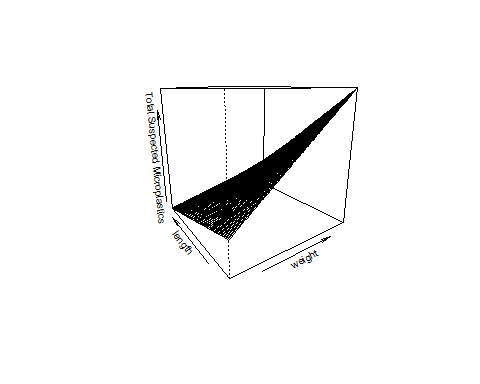 Total Suspected Microplastics
length
weight